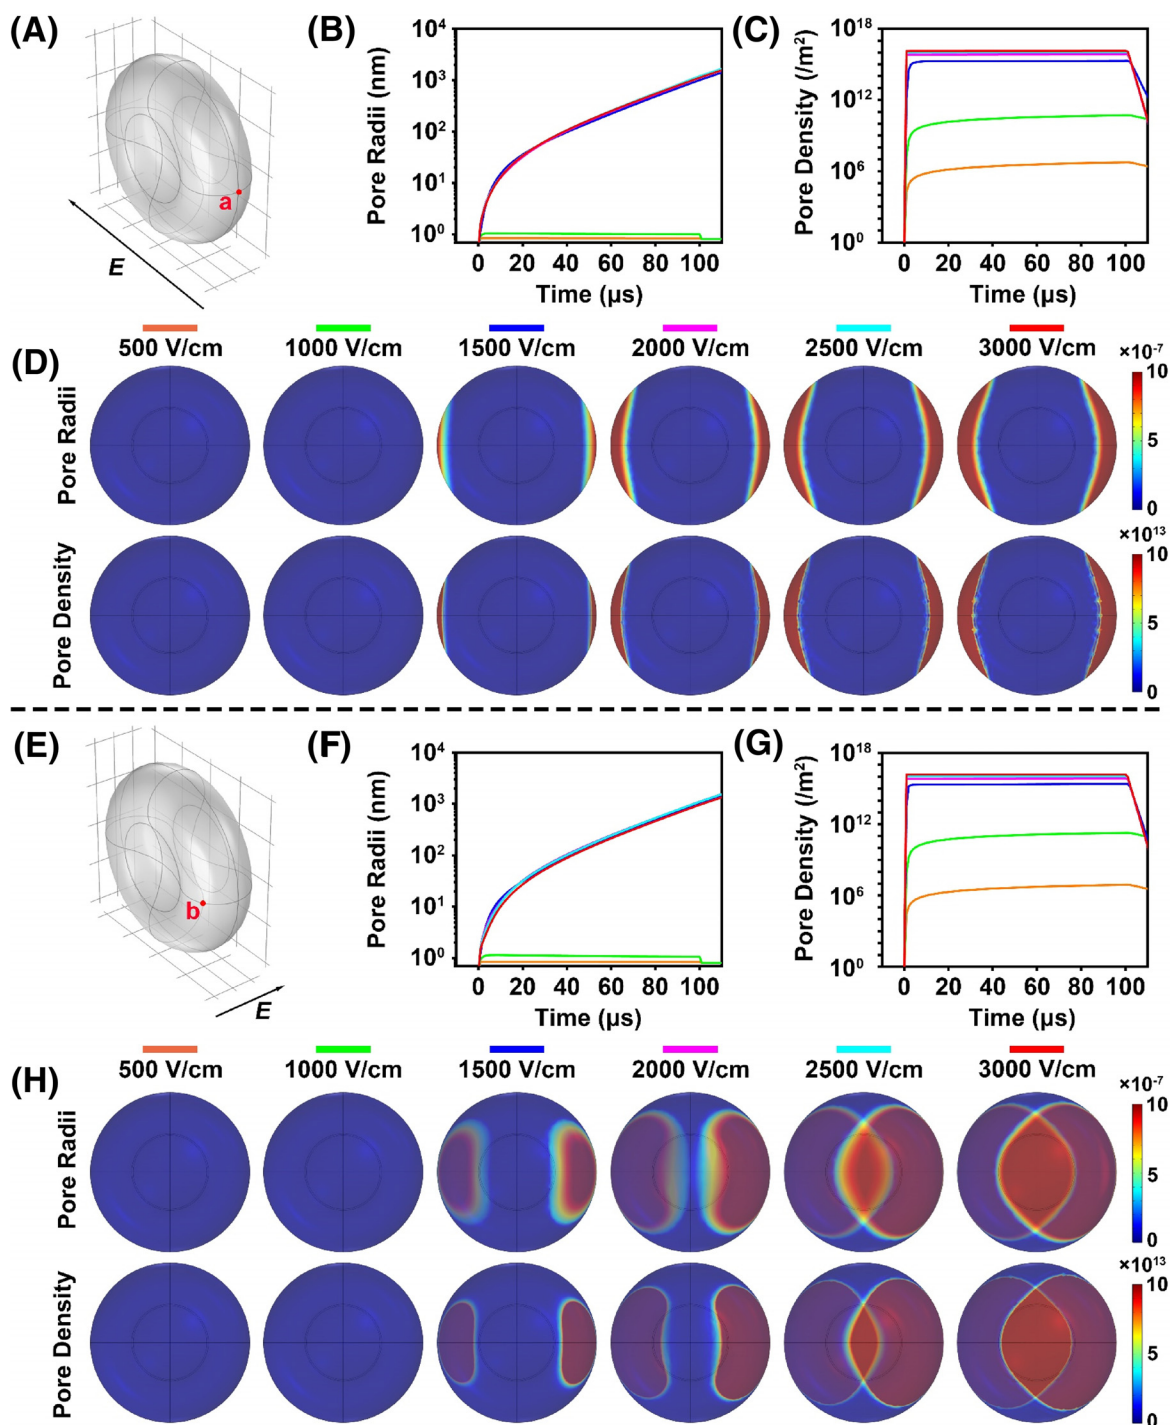 (A)
a
E
(B)
Pore Radii (nm)
10⁴
10³
10²
10¹
10⁰
0 20 40 60 80 100
Time (µs)
(C)
Pore Density (/m²)
10¹⁸
10¹²
10⁶
10⁰
0 20 40 60 80 100
Time (µs)
500 V/cm 1000 V/cm 1500 V/cm 2000 V/cm 2500 V/cm 3000 V/cm
(D)
Pore Radii
×10⁻⁷
10
5
0
Pore Density
×10¹³
10
5
0
(E)
b
E
(F)
Pore Radii (nm)
10⁴
10³
10²
10¹
10⁰
0 20 40 60 80 100
Time (µs)
(G)
Pore Density (/m²)
10¹⁸
10¹²
10⁶
10⁰
0 20 40 60 80 100
Time (µs)
500 V/cm 1000 V/cm 1500 V/cm 2000 V/cm 2500 V/cm 3000 V/cm
(H)
Pore Radii
×10⁻⁷
10
5
0
Pore Density
×10¹³
10
5
0